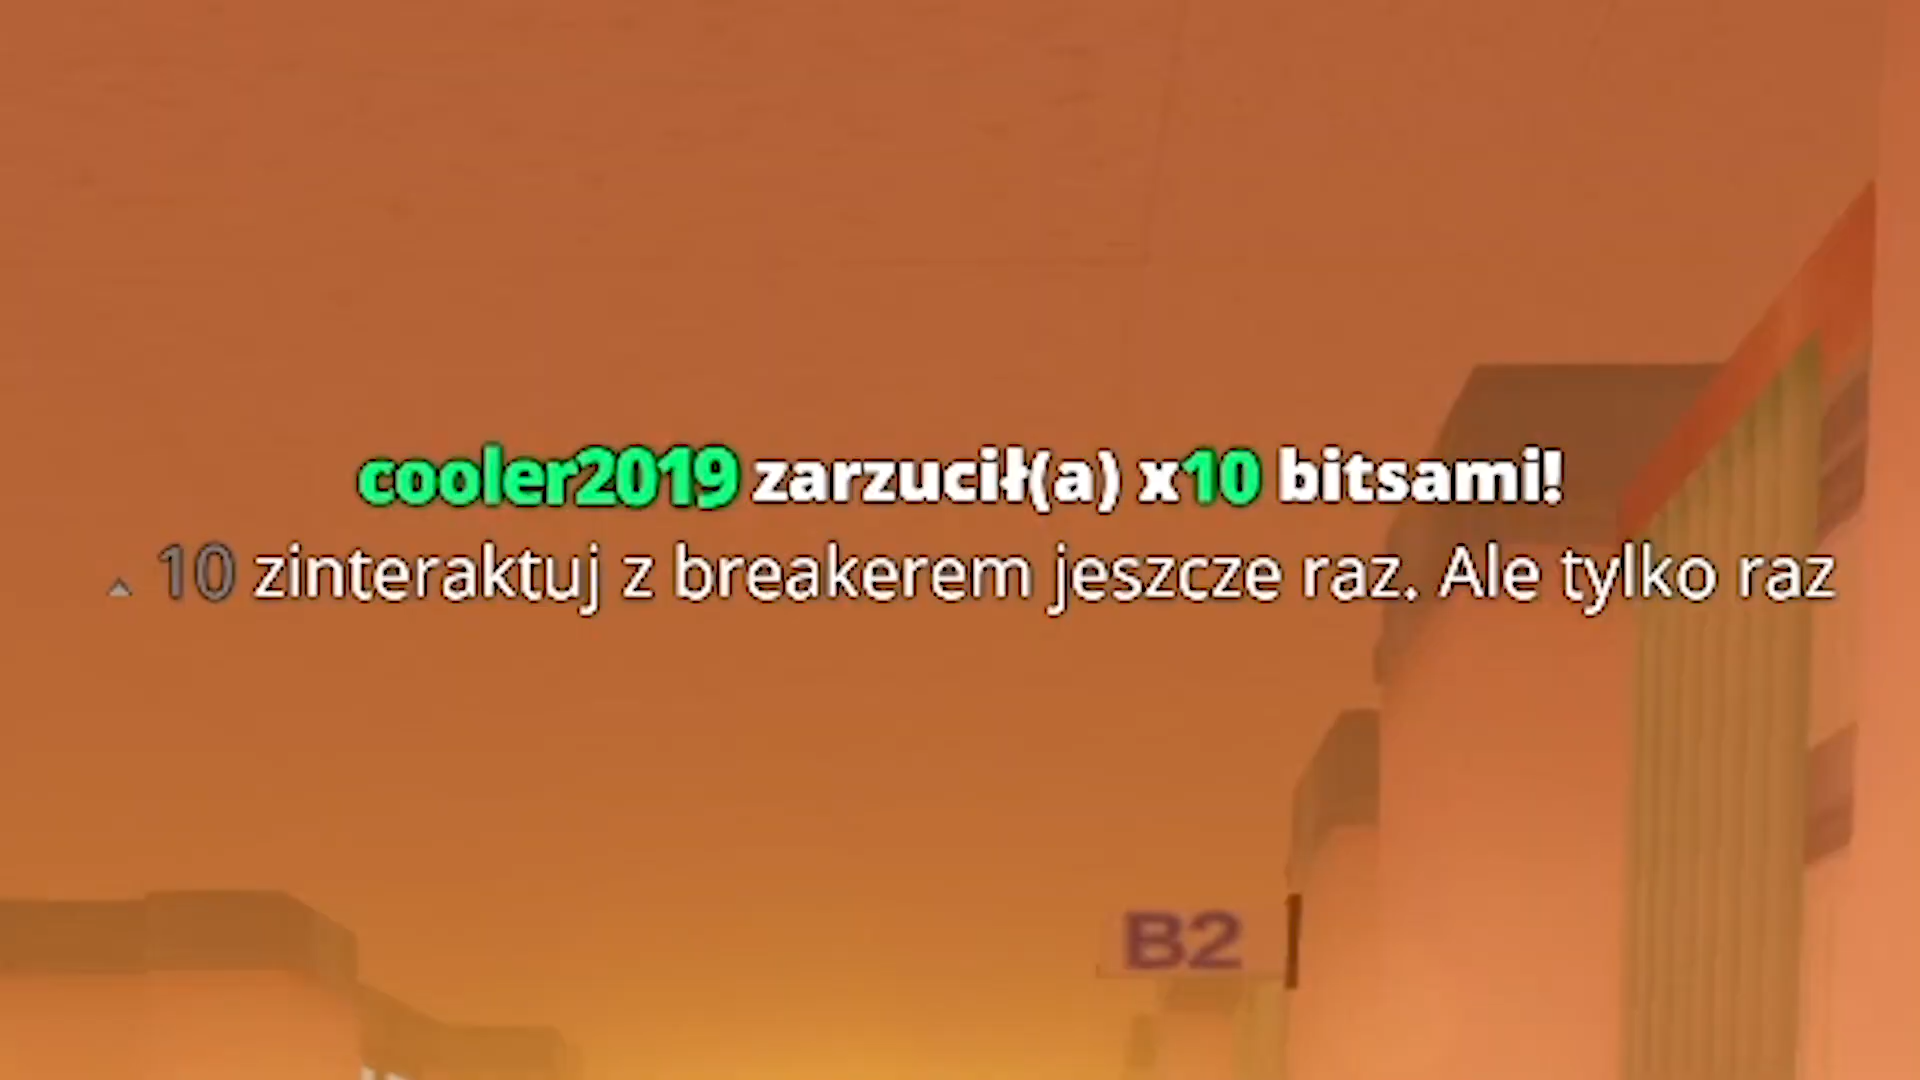 cooler2019 zarzucił(a) x10 bitsami!
10 zinteraktuj z breakerem jeszcze raz. Ale tylko raz
B2